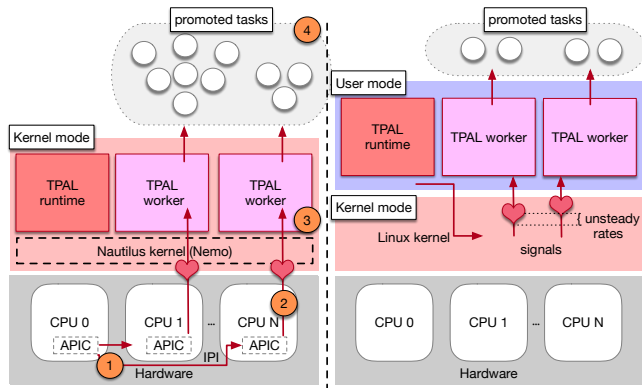 promoted tasks
4
Kernel mode
TPAL
runtime
TPAL
worker
TPAL
worker
3
Nautilus kernel (Nemo)
2
CPU 0
CPU 1
...
CPU N
APIC
APIC
APIC
1
IPI
Hardware
promoted tasks
User mode
TPAL
runtime
TPAL worker
TPAL worker
Kernel mode
Linux kernel
signals
{ unsteady
rates
CPU 0
CPU 1
...
CPU N
Hardware